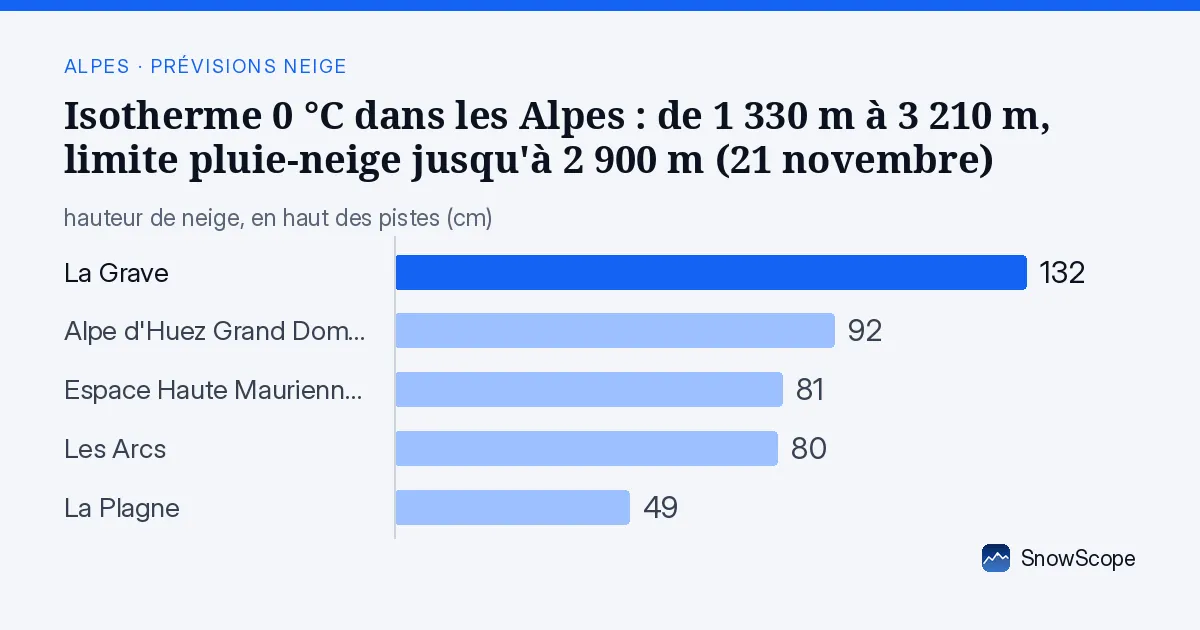 ALPES · PRÉVISIONS NEIGE
Isotherme 0 °C dans les Alpes : de 1 330 m à 3 210 m,
limite pluie-neige jusqu'à 2 900 m (21 novembre)
hauteur de neige, en haut des pistes (cm)
La Grave 132
Alpe d'Huez Grand Dom... 92
Espace Haute Maurienn... 81
Les Arcs 80
La Plagne 49
SnowScope